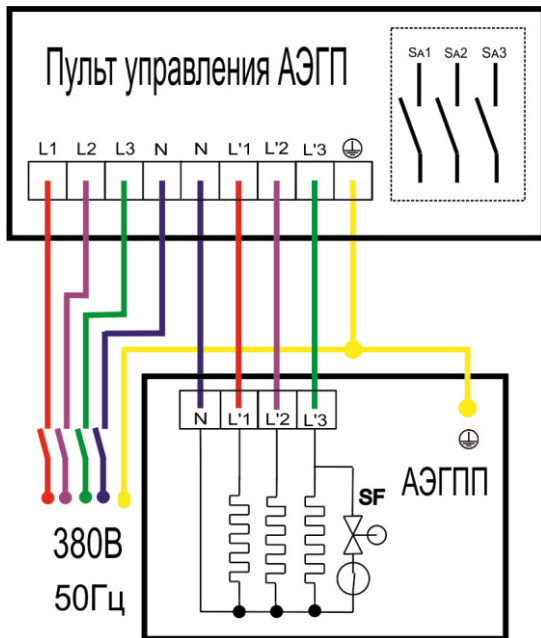 Пульт управления АЭГП
SA1 SA2 SA3
L1 L2 L3 N N L'1 L'2 L'3
N L'1 L'2 L'3
АЭГПП
SF
380В
50Гц